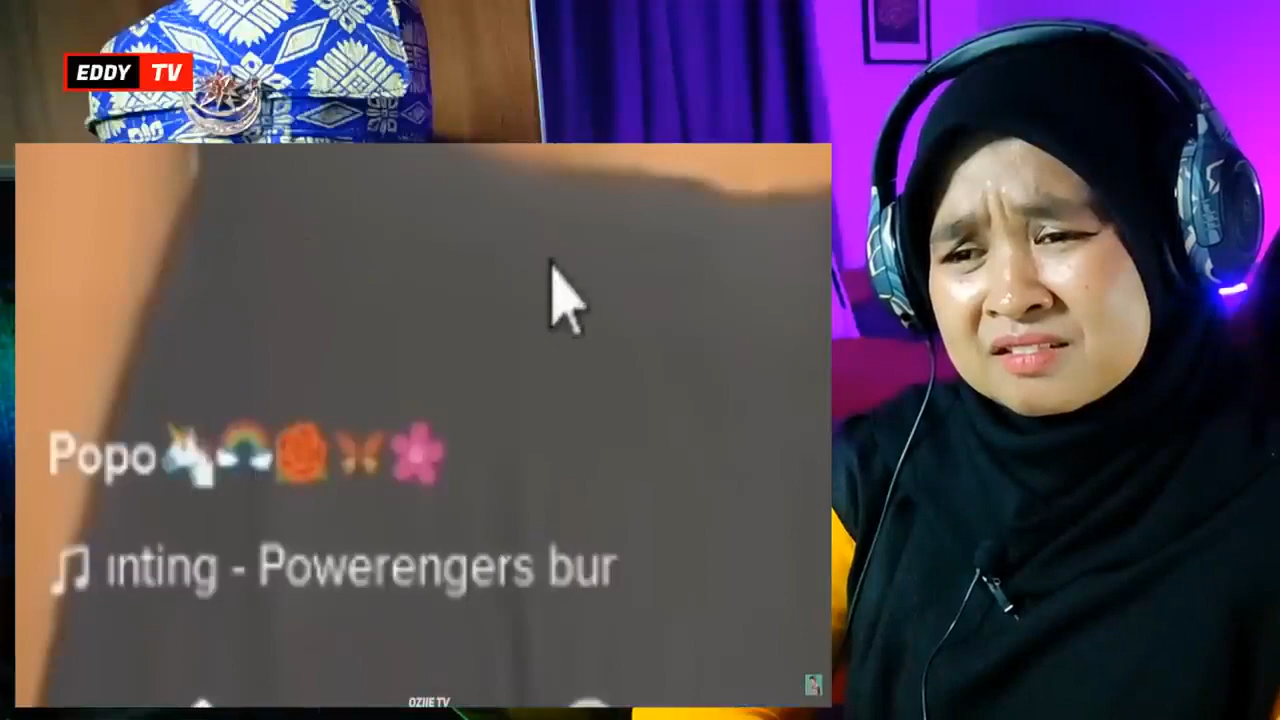 EDDY TV
Popo🦄🌈🌹🦋🌸
♫ ınting - Powerengers bur
OZIIE TV